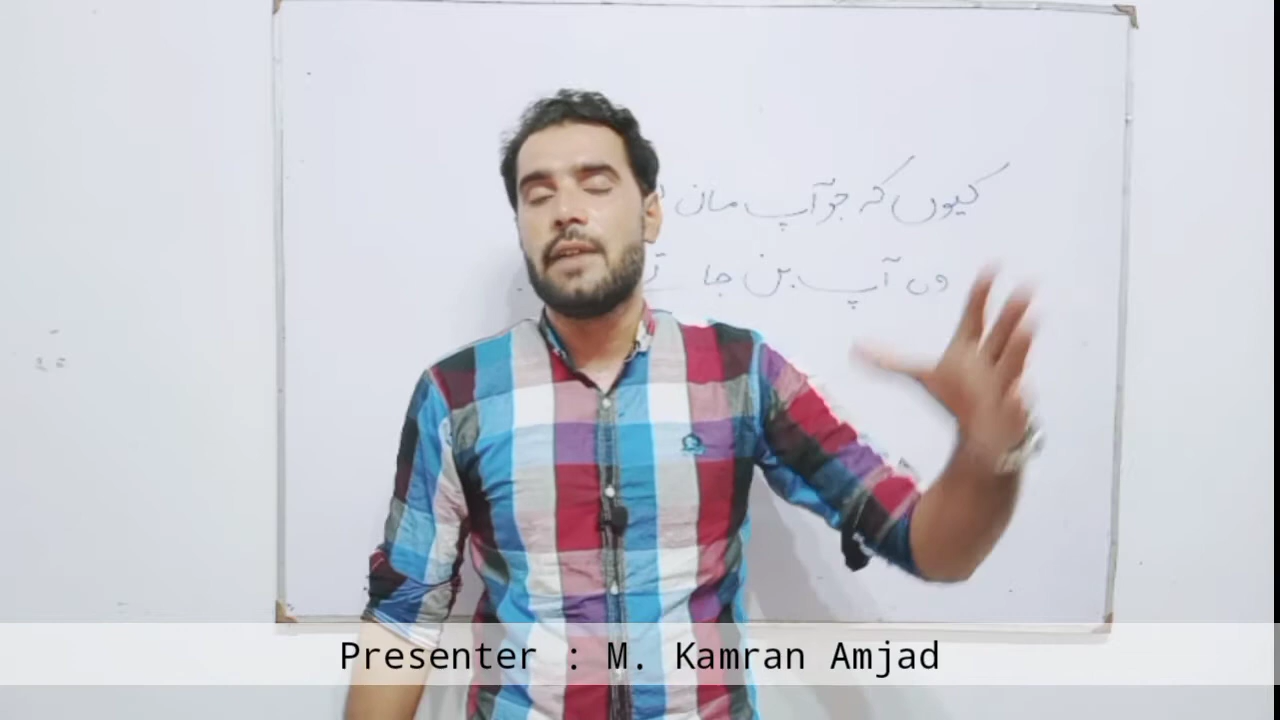 کیوں کہ جو آپ مان
وہ آپ بن جا
Presenter : M. Kamran Amjad